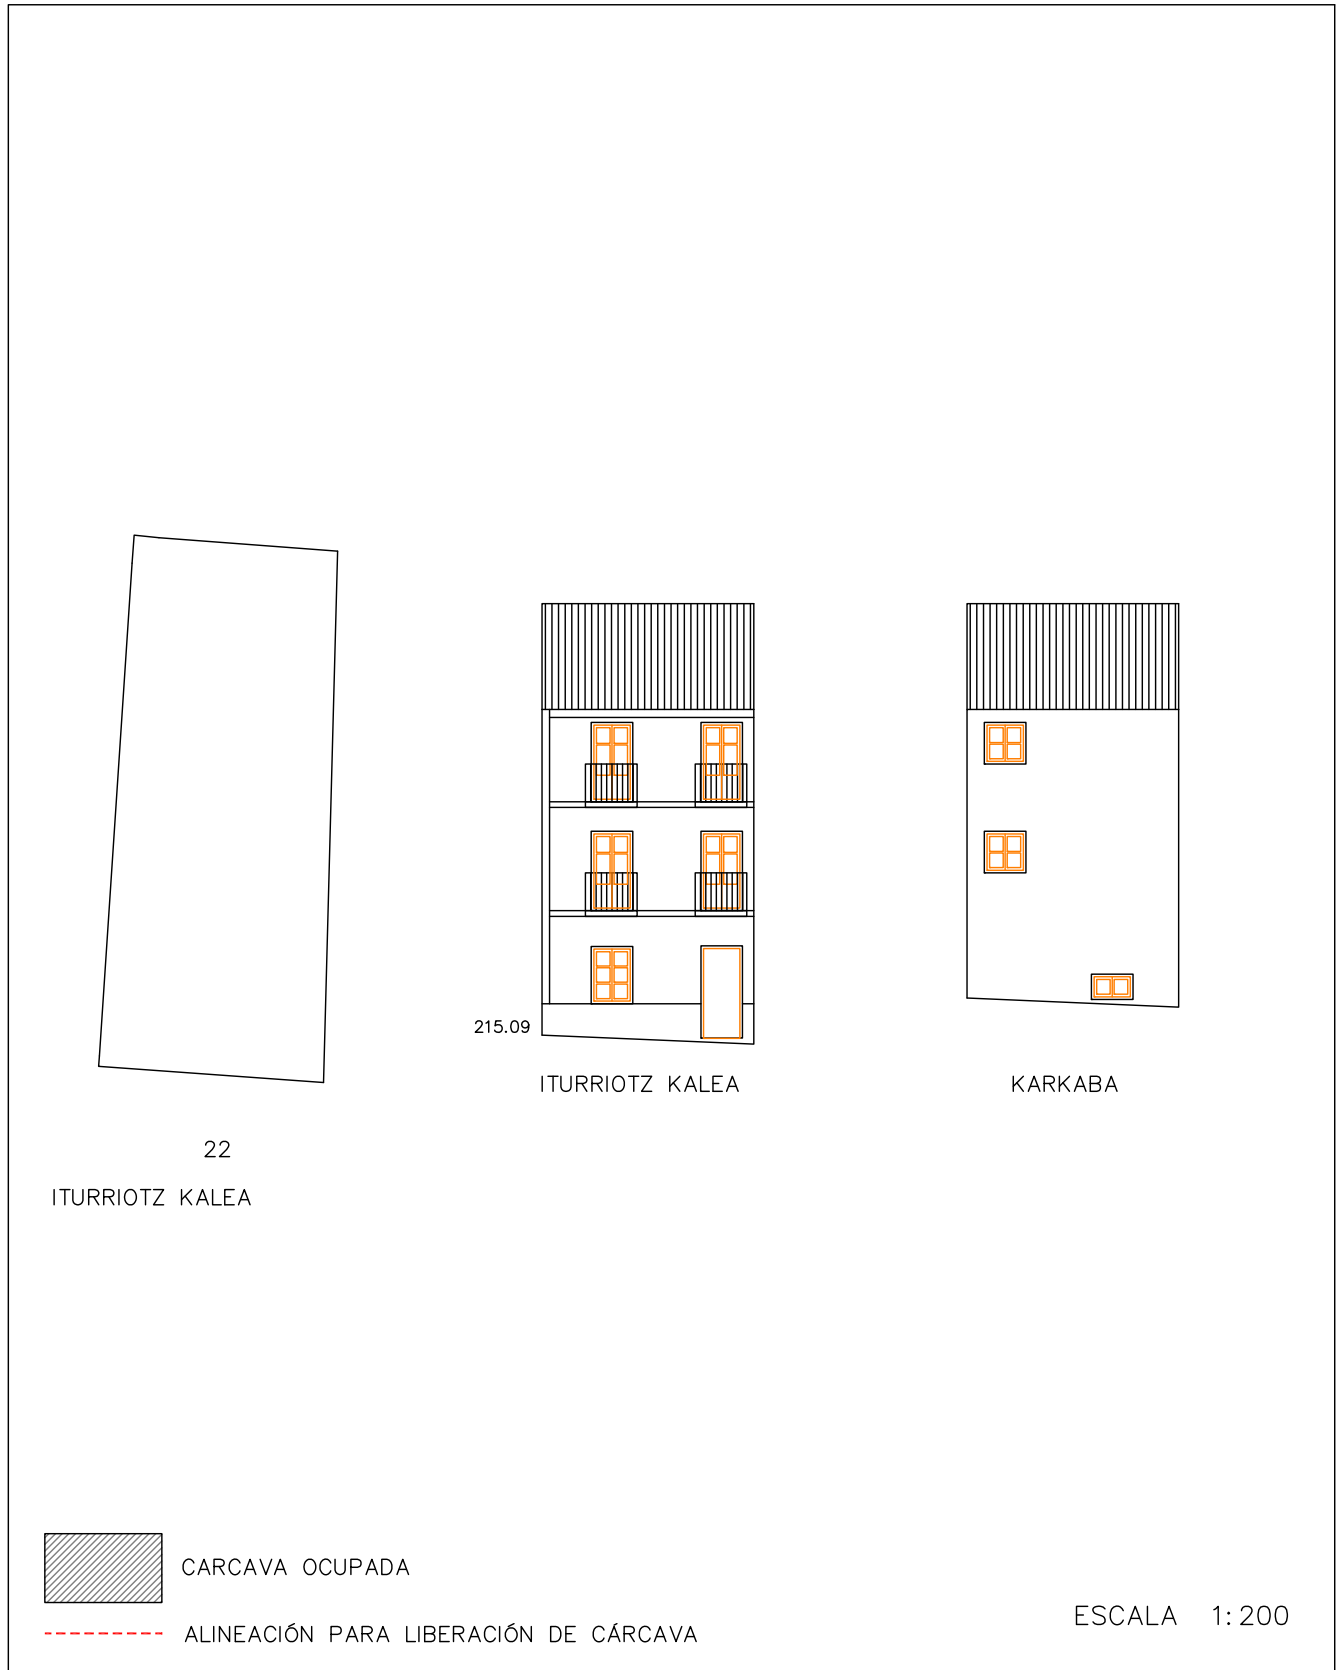 215.09
ITURRIOTZ KALEA
KARKABA
22
ITURRIOTZ KALEA
CARCAVA OCUPADA
ALINEACIÓN PARA LIBERACIÓN DE CÁRCAVA
ESCALA 1:200